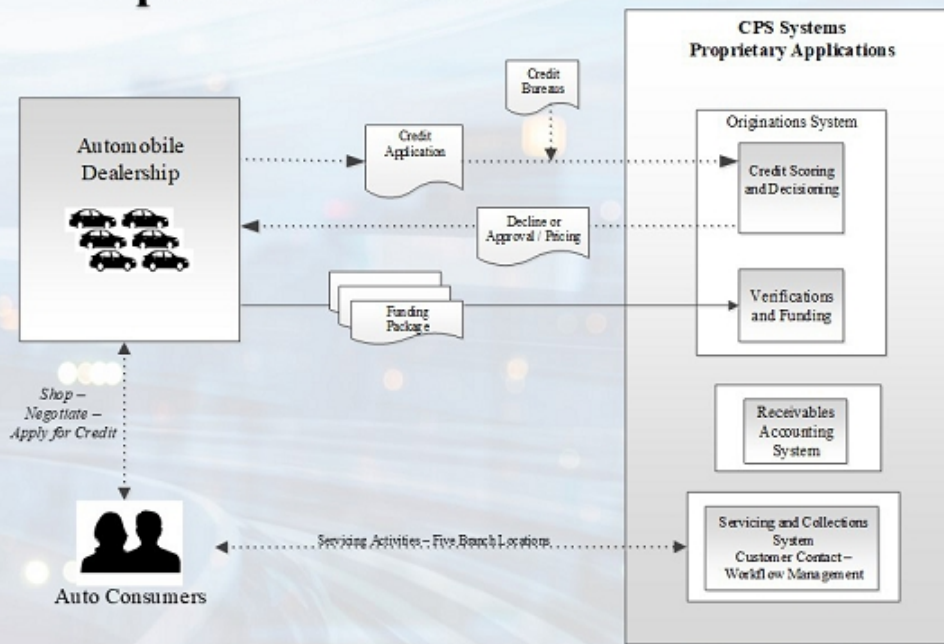 CPS Systems
Proprietary Applications
Credit
Bureaus
Automobile
Dealership
Credit
Application
Originations System
Credit Scoring
and Decisioning
Decline or
Approval / Pricing
Funding
Package
Verifications
and Funding
Shop –
Negotiate –
Apply for Credit
Receivables
Accounting
System
Servicing Activities – Five Branch Locations
Servicing and Collections
System
Customer Contact –
Workflow Management
Auto Consumers